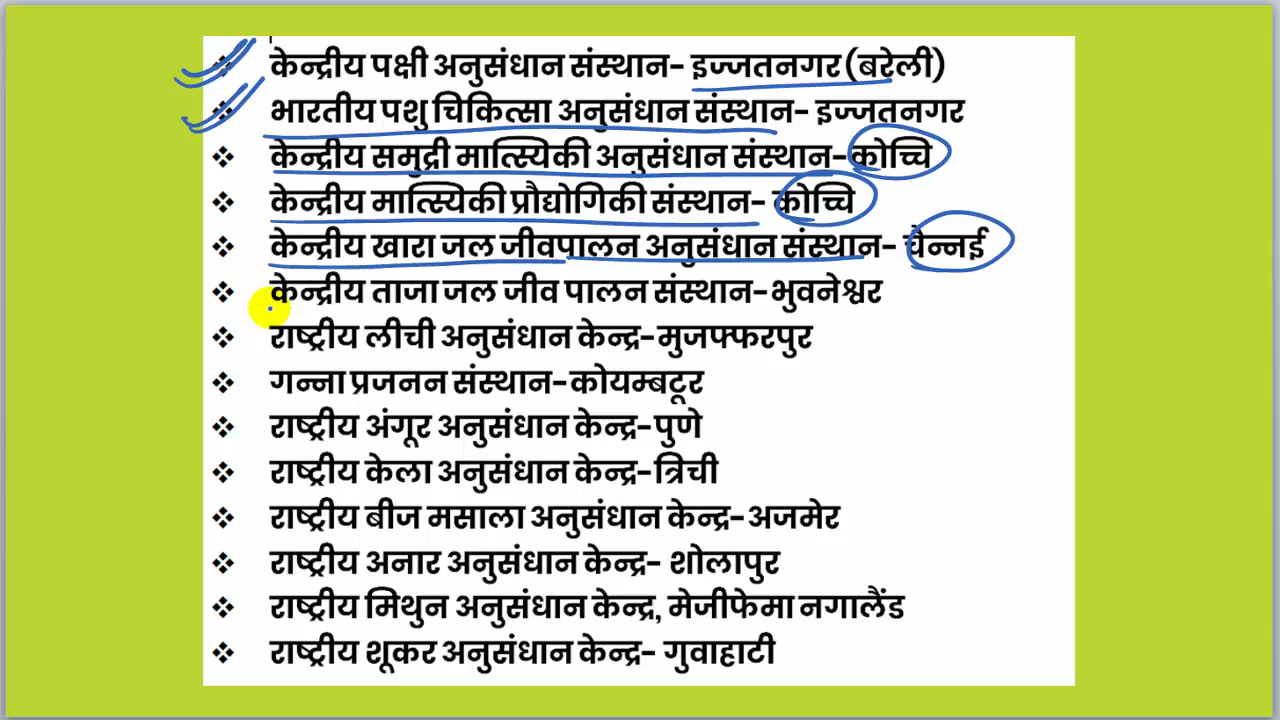 ❖ केन्द्रीय पक्षी अनुसंधान संस्थान- इज्जतनगर (बरेली)
❖ भारतीय पशु चिकित्सा अनुसंधान संस्थान- इज्जतनगर
❖ केन्द्रीय समुद्री मात्स्यिकी अनुसंधान संस्थान-कोच्चि
❖ केन्द्रीय मात्स्यिकी प्रौद्योगिकी संस्थान- कोच्चि
❖ केन्द्रीय खारा जल जीवपालन अनुसंधान संस्थान- चेन्नई
❖ केन्द्रीय ताजा जल जीव पालन संस्थान-भुवनेश्वर
❖ राष्ट्रीय लीची अनुसंधान केन्द्र-मुजफ्फरपुर
❖ गन्ना प्रजनन संस्थान-कोयम्बटूर
❖ राष्ट्रीय अंगूर अनुसंधान केन्द्र-पुणे
❖ राष्ट्रीय केला अनुसंधान केन्द्र-त्रिची
❖ राष्ट्रीय बीज मसाला अनुसंधान केन्द्र-अजमेर
❖ राष्ट्रीय अनार अनुसंधान केन्द्र- शोलापुर
❖ राष्ट्रीय मिथुन अनुसंधान केन्द्र, मेजीफेमा नगालैंड
❖ राष्ट्रीय शूकर अनुसंधान केन्द्र- गुवाहाटी